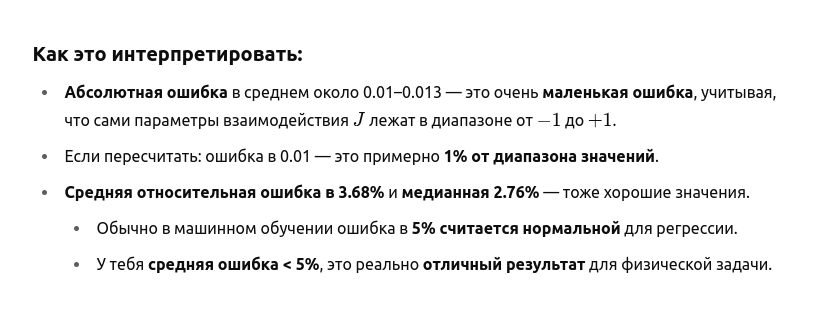 Как это интерпретировать:
• Абсолютная ошибка в среднем около 0.01–0.013 — это очень маленькая ошибка, учитывая,
что сами параметры взаимодействия J лежат в диапазоне от −1 до +1.
• Если пересчитать: ошибка в 0.01 — это примерно 1% от диапазона значений.
• Средняя относительная ошибка в 3.68% и медианная 2.76% — тоже хорошие значения.
• Обычно в машинном обучении ошибка в 5% считается нормальной для регрессии.
• У тебя средняя ошибка < 5%, это реально отличный результат для физической задачи.